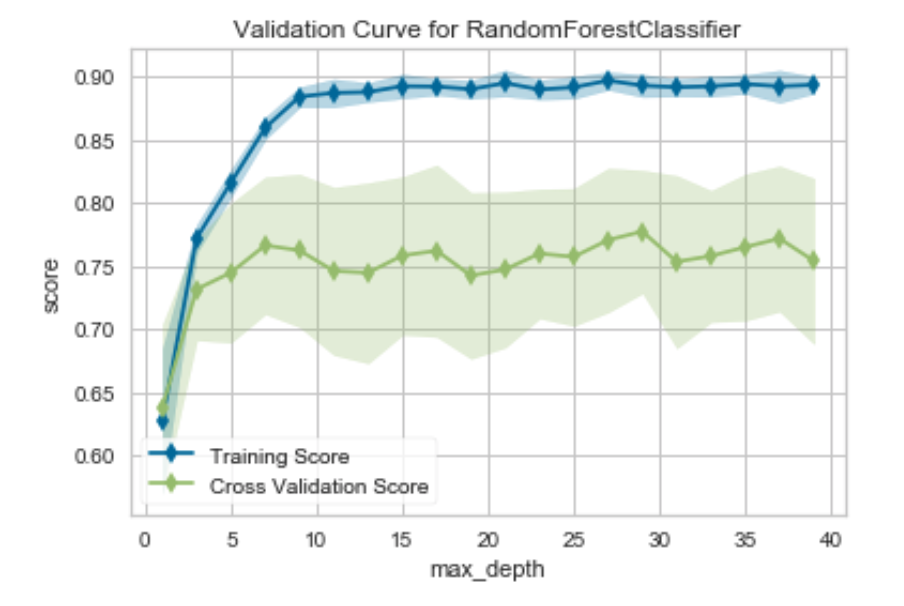 Validation Curve for RandomForestClassifier
0.90
0.85
0.80
0.75
0.70
0.65
0.60
score
Training Score
Cross Validation Score
0 5 10 15 20 25 30 35 40
max_depth